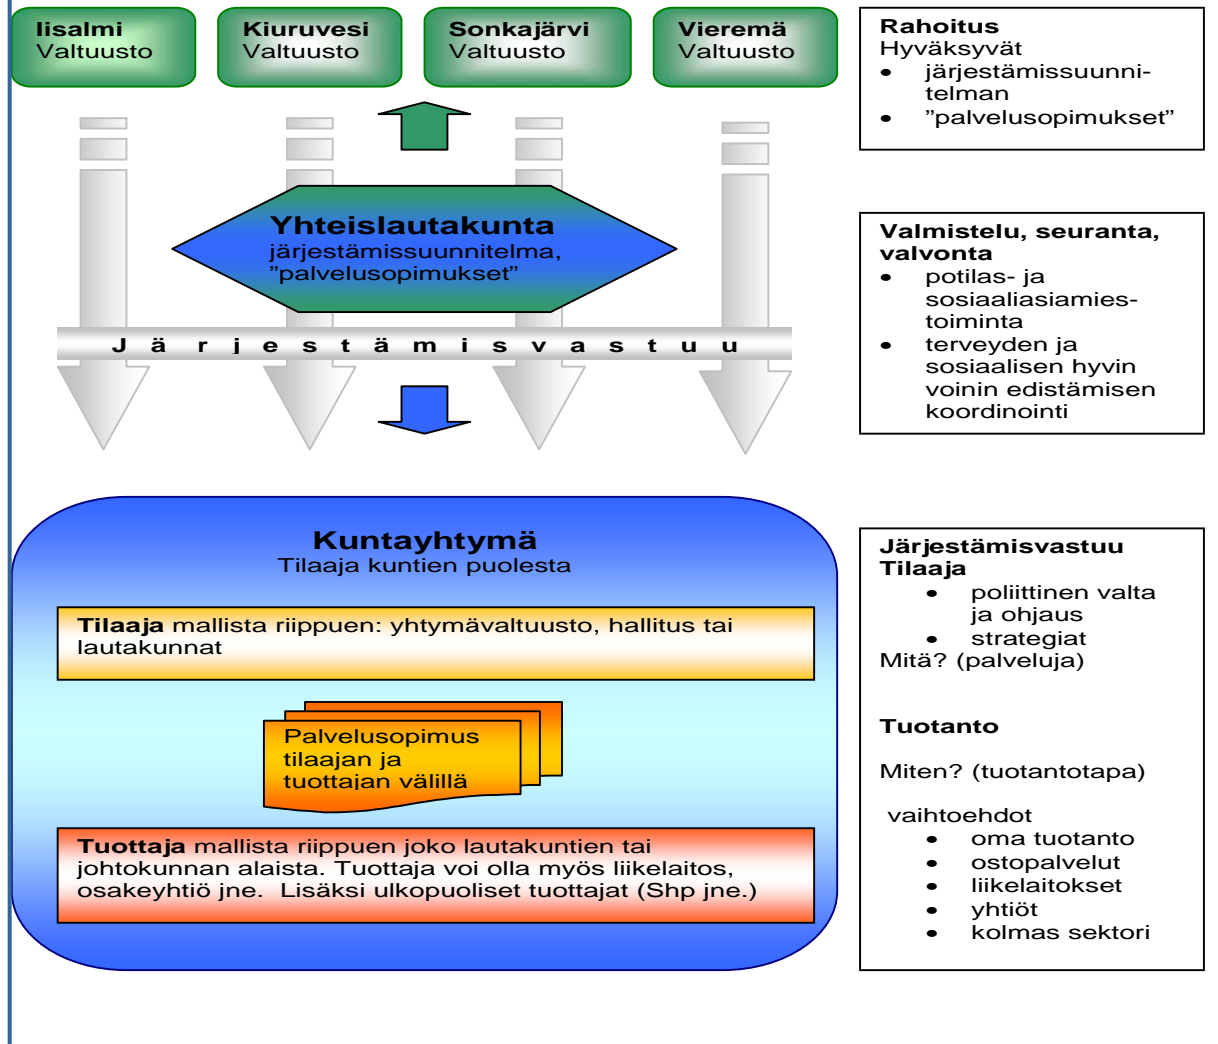 Iisalmi
Valtuusto
Kiuruvesi
Valtuusto
Sonkajärvi
Valtuusto
Vieremä
Valtuusto
Rahoitus
Hyväksyvät
• järjestämissuunni-
telman
• ”palvelusopimukset”
Yhteislautakunta
järjestämissuunnitelma,
”palvelusopimukset”
Valmistelu, seuranta,
valvonta
• potilas- ja
sosiaaliasiamies-
toiminta
• terveyden ja
sosiaalisen hyvin
voinin edistämisen
koordinointi
Järjestämisvastuu
Kuntayhtymä
Tilaaja kuntien puolesta
Tilaaja mallista riippuen: yhtymävaltuusto, hallitus tai
lautakunnat
Palvelusopimus
tilaajan ja
tuottajan välillä
Tuottaja mallista riippuen joko lautakuntien tai
johtokunnan alaista. Tuottaja voi olla myös liikelaitos,
osakeyhtiö jne. Lisäksi ulkopuoliset tuottajat (Shp jne.)
Järjestämisvastuu
Tilaaja
• poliittinen valta
ja ohjaus
• strategiat
Mitä? (palveluja)
Tuotanto
Miten? (tuotantotapa)
vaihtoehdot
• oma tuotanto
• ostopalvelut
• liikelaitokset
• yhtiöt
• kolmas sektori